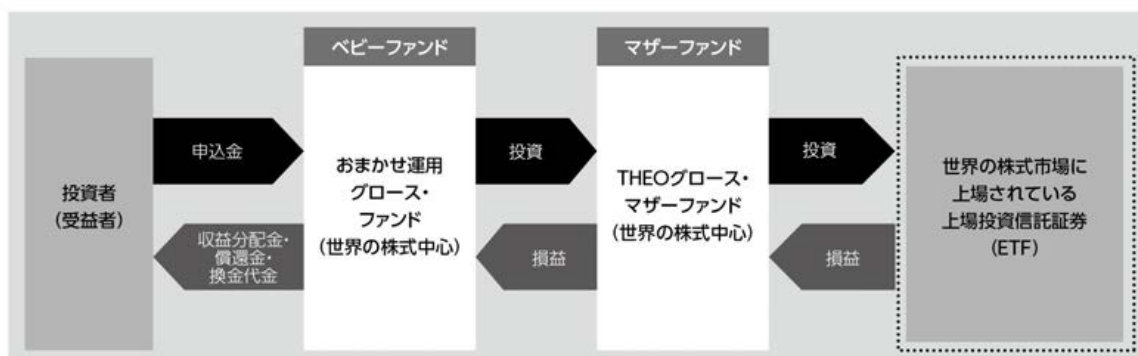 ベビーファンド
マザーファンド
投資者
(受益者)
申込金
収益分配金・
償還金・
換金代金
おまかせ運用
グロース・
ファンド
(世界の株式中心)
投資
損益
THEOグロース・
マザーファンド
(世界の株式中心)
投資
損益
世界の株式市場に
上場されている
上場投資信託証券
(ETF)